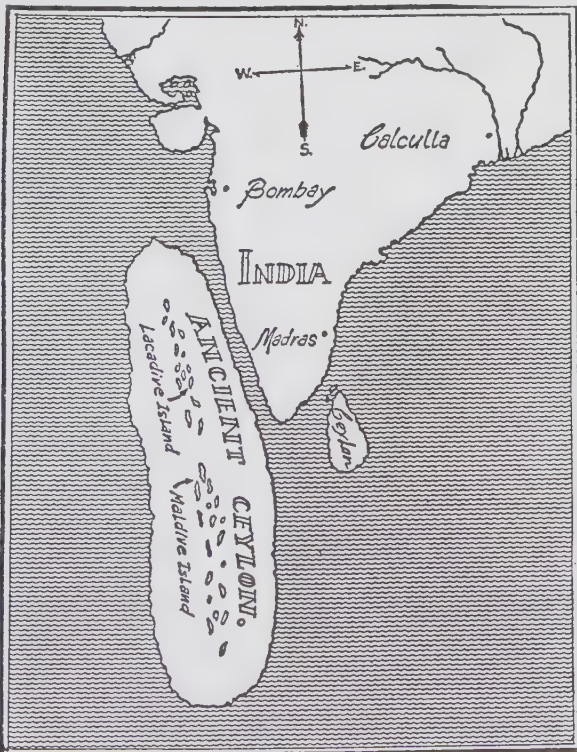 N.
W. E.
S.
Calculla
Bombay
INDIA
Madras
ANCIENT CEYLON.
Lacadive Island
Maldive Island
Ceylon